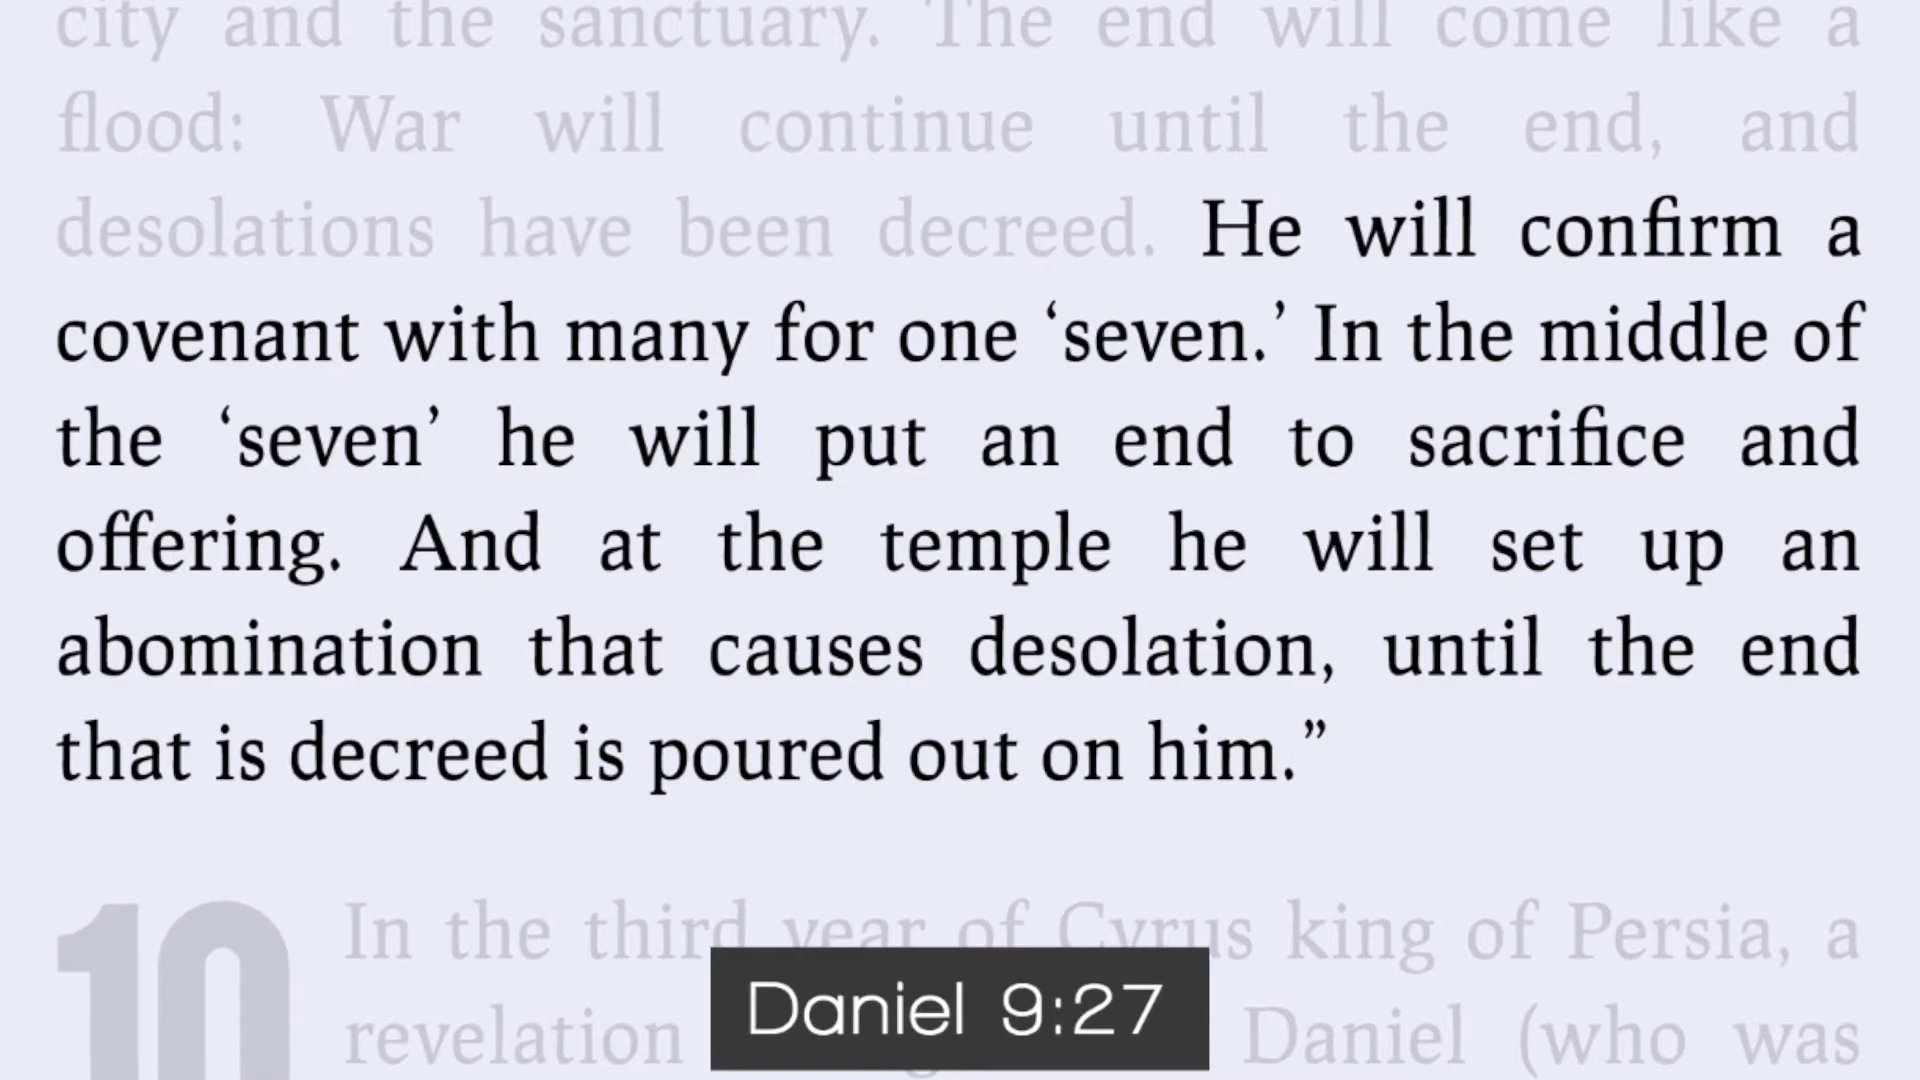 city and the sanctuary. The end will come like a
flood: War will continue until the end, and
desolations have been decreed. He will confirm a
covenant with many for one ‘seven.’ In the middle of
the ‘seven’ he will put an end to sacrifice and
offering. And at the temple he will set up an
abomination that causes desolation, until the end
that is decreed is poured out on him.”
10 In the third year of Cyrus king of Persia, a
revelation Daniel (who was
Daniel 9:27